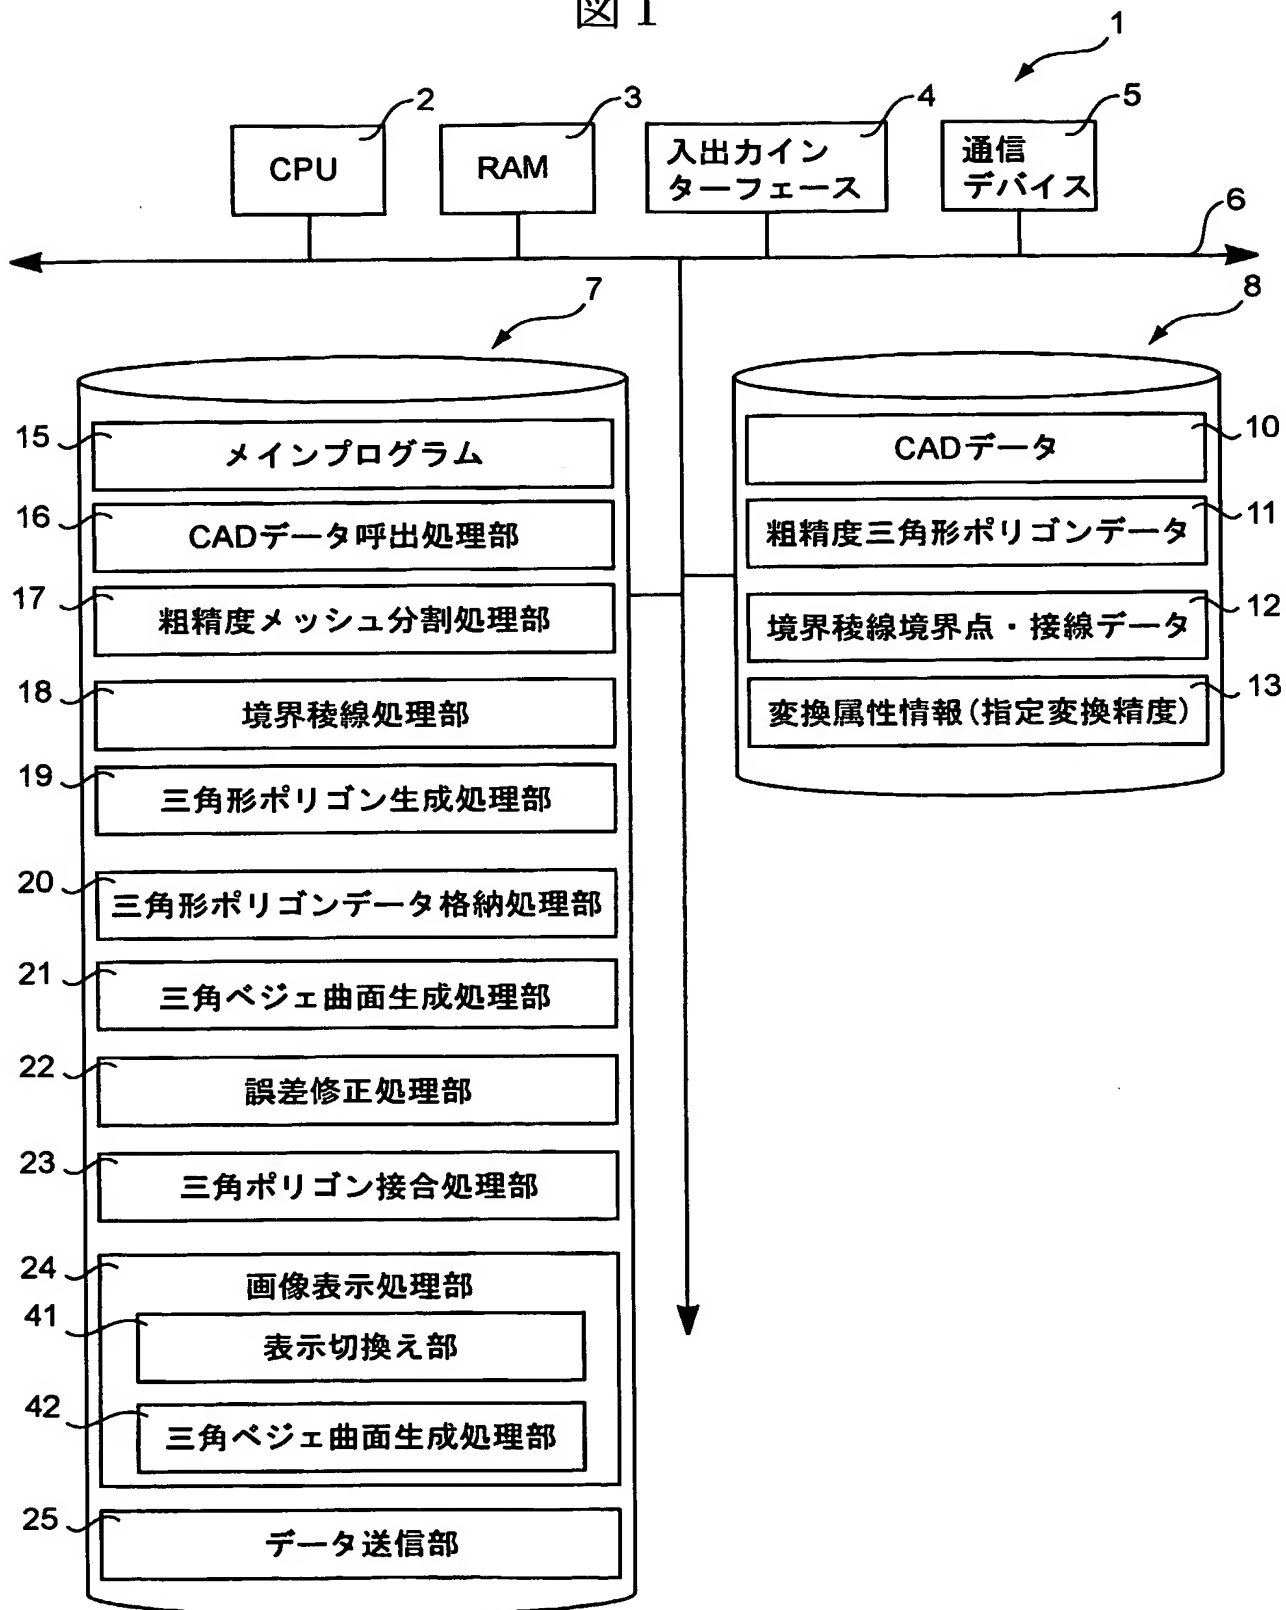 図1
1
2
3
4
5
CPU
RAM
入出力イン
ターフェース
通信
デバイス
6
7
8
15
メインプログラム
16
CADデータ呼出処理部
17
粗精度メッシュ分割処理部
18
境界稜線処理部
19
三角形ポリゴン生成処理部
20
三角形ポリゴンデータ格納処理部
21
三角ベジェ曲面生成処理部
22
誤差修正処理部
23
三角ポリゴン接合処理部
24
画像表示処理部
41
表示切換え部
42
三角ベジェ曲面生成処理部
25
データ送信部
10
CADデータ
11
粗精度三角形ポリゴンデータ
12
境界稜線境界点・接線データ
13
変換属性情報(指定変換精度)